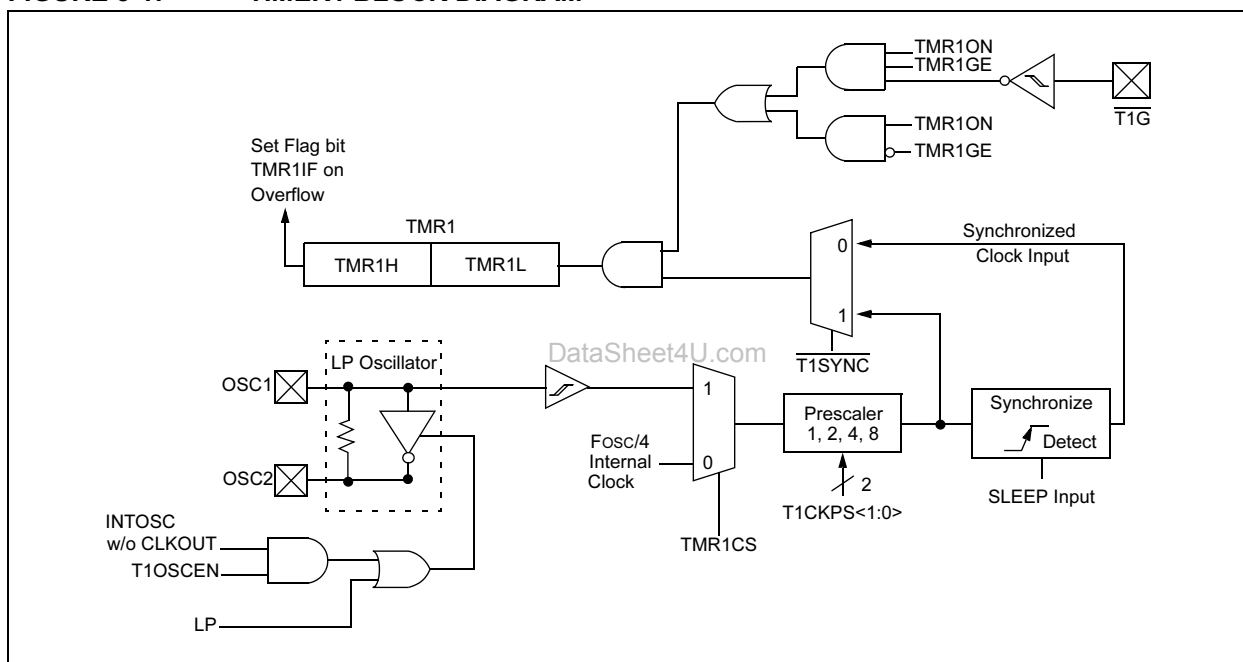 FIGURE 6-1: TIMER1 BLOCK DIAGRAM
TMR1ON
TMR1GE
T1G
TMR1ON
TMR1GE
Set Flag bit
TMR1IF on
Overflow
TMR1
TMR1H
TMR1L
0
Synchronized
Clock Input
1
T1SYNC
DataSheet4U.com
LP Oscillator
OSC1
OSC2
1
FOSC/4
Internal
Clock
0
TMR1CS
Prescaler
1, 2, 4, 8
2
T1CKPS<1:0>
Synchronize
Detect
SLEEP Input
INTOSC
w/o CLKOUT
T1OSCEN
LP